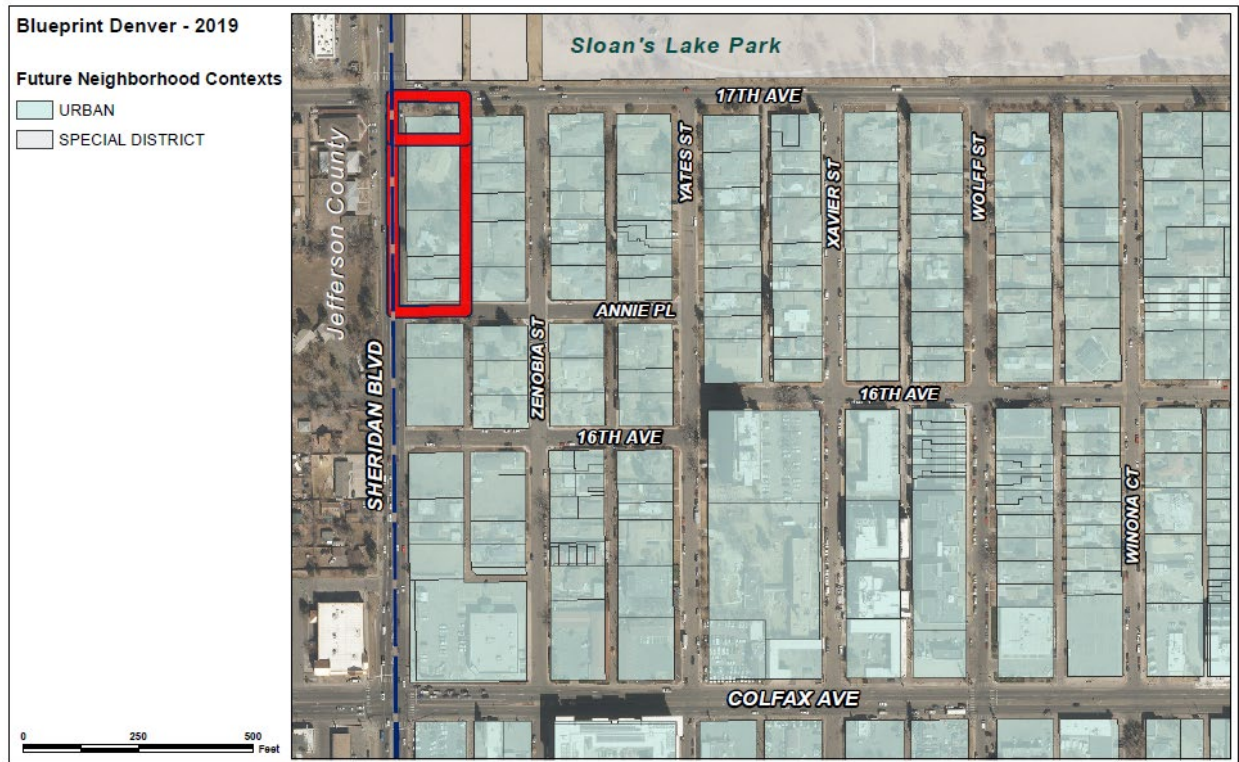 Blueprint Denver - 2019
Future Neighborhood Contexts
URBAN
SPECIAL DISTRICT
0 250 500
Feet
Sloan's Lake Park
17TH AVE
Jefferson County
YATES ST
XAVIER ST
WOLFF ST
ANNIE PL
ZENOBIA ST
SHERIDAN BLVD
16TH AVE
16TH AVE
WINONA CT
COLFAX AVE